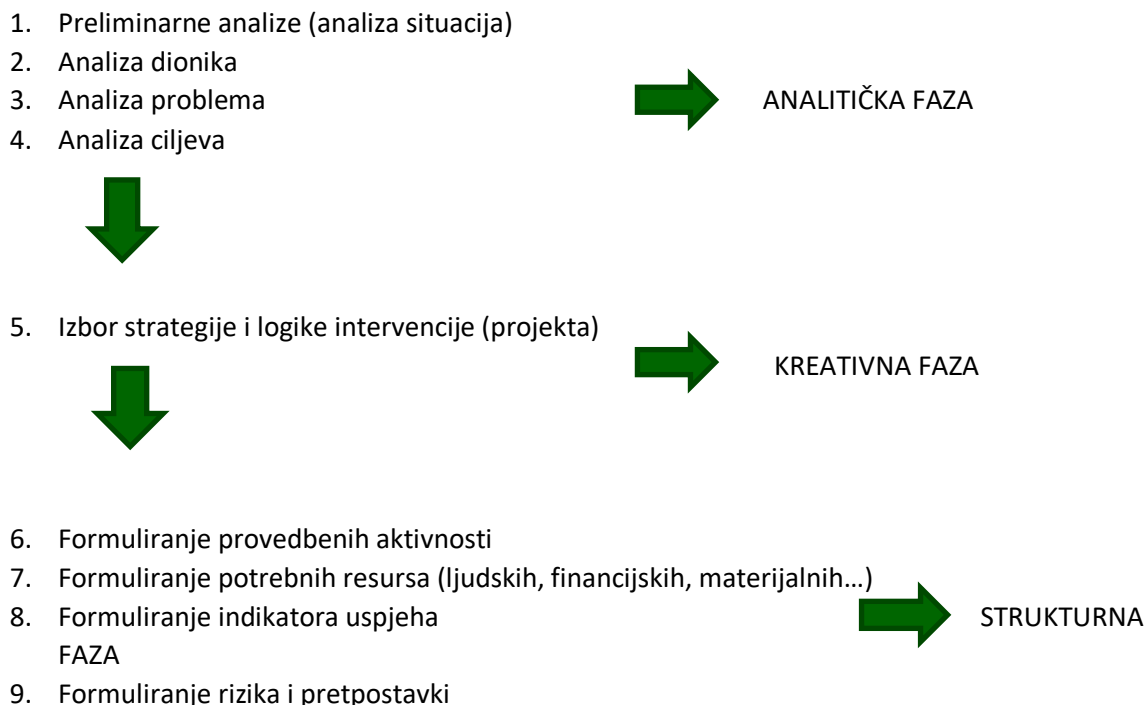 1. Preliminarne analize (analiza situacija)
2. Analiza dionika
3. Analiza problema
ANALITIČKA FAZA
4. Analiza ciljeva
5. Izbor strategije i logike intervencije (projekta)
KREATIVNA FAZA
6. Formuliranje provedbenih aktivnosti
7. Formuliranje potrebnih resursa (ljudskih, financijskih, materijalnih…)
8. Formuliranje indikatora uspjeha STRUKTURNA
FAZA
9. Formuliranje rizika i pretpostavki